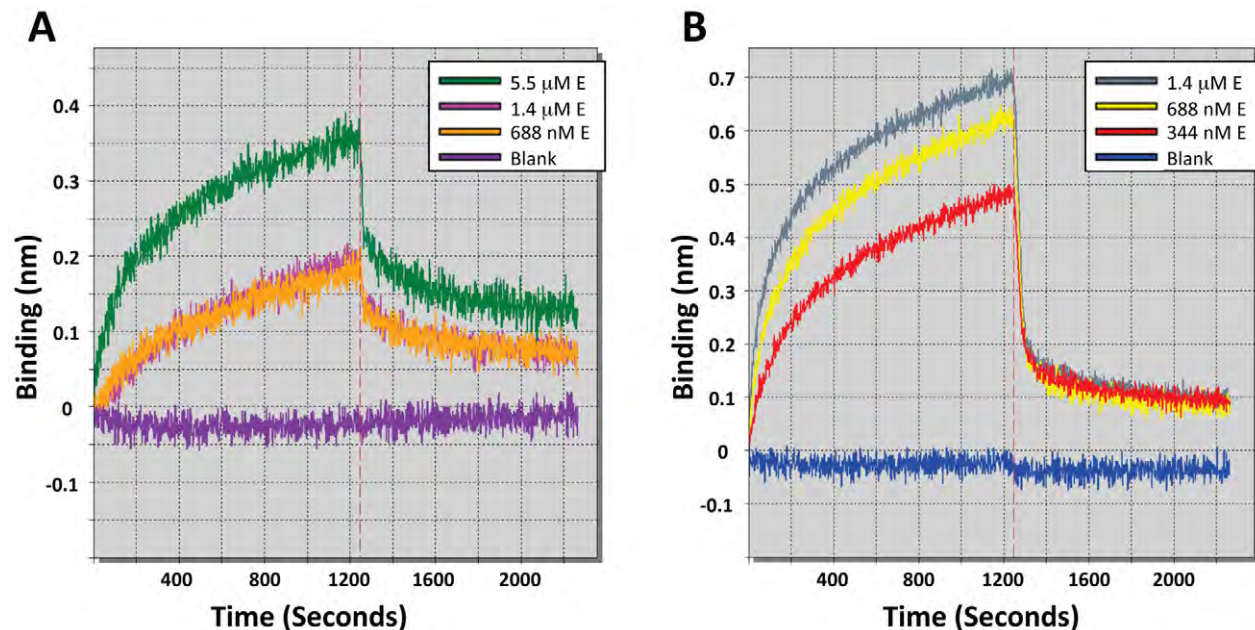 A
Binding (nm)
0.4
0.3
0.2
0.1
0
-0.1
5.5 μM E
1.4 μM E
688 nM E
Blank
400 800 1200 1600 2000
Time (Seconds)
B
Binding (nm)
0.7
0.6
0.5
0.4
0.3
0.2
0.1
0
-0.1
1.4 μM E
688 nM E
344 nM E
Blank
400 800 1200 1600 2000
Time (Seconds)